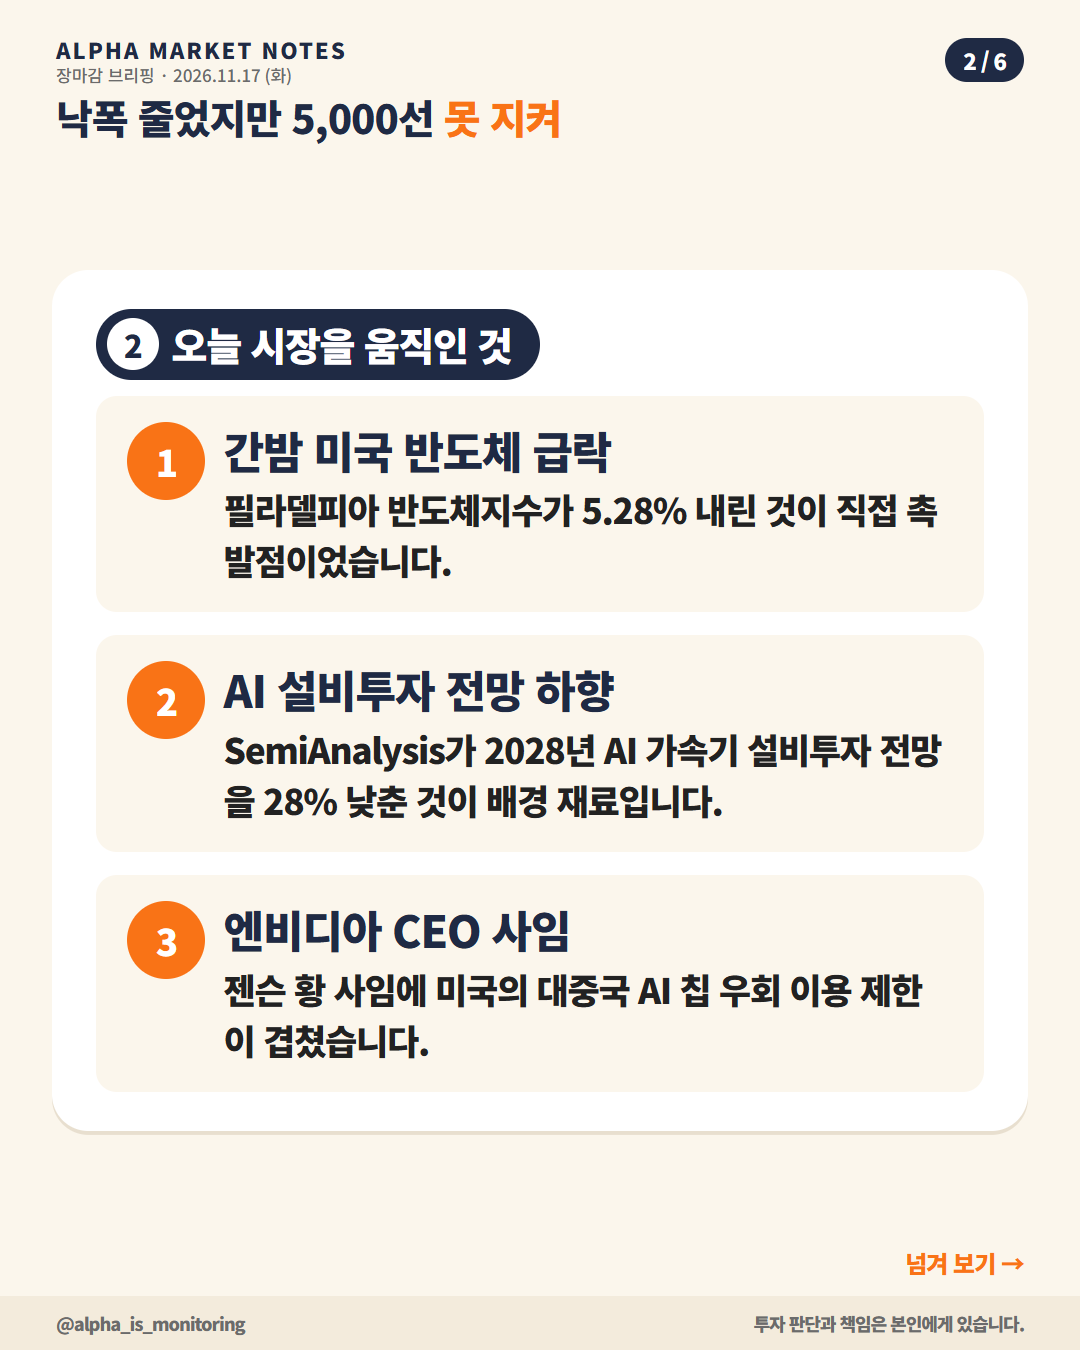 ALPHA MARKET NOTES
장마감 브리핑 · 2026.11.17 (화)
2 / 6
낙폭 줄었지만 5,000선 못 지켜
2 오늘 시장을 움직인 것
1 간밤 미국 반도체 급락
필라델피아 반도체지수가 5.28% 내린 것이 직접 촉
발점이었습니다.
2 AI 설비투자 전망 하향
SemiAnalysis가 2028년 AI 가속기 설비투자 전망
을 28% 낮춘 것이 배경 재료입니다.
3 엔비디아 CEO 사임
젠슨 황 사임에 미국의 대중국 AI 칩 우회 이용 제한
이 겹쳤습니다.
넘겨 보기 →
@alpha_is_monitoring
투자 판단과 책임은 본인에게 있습니다.